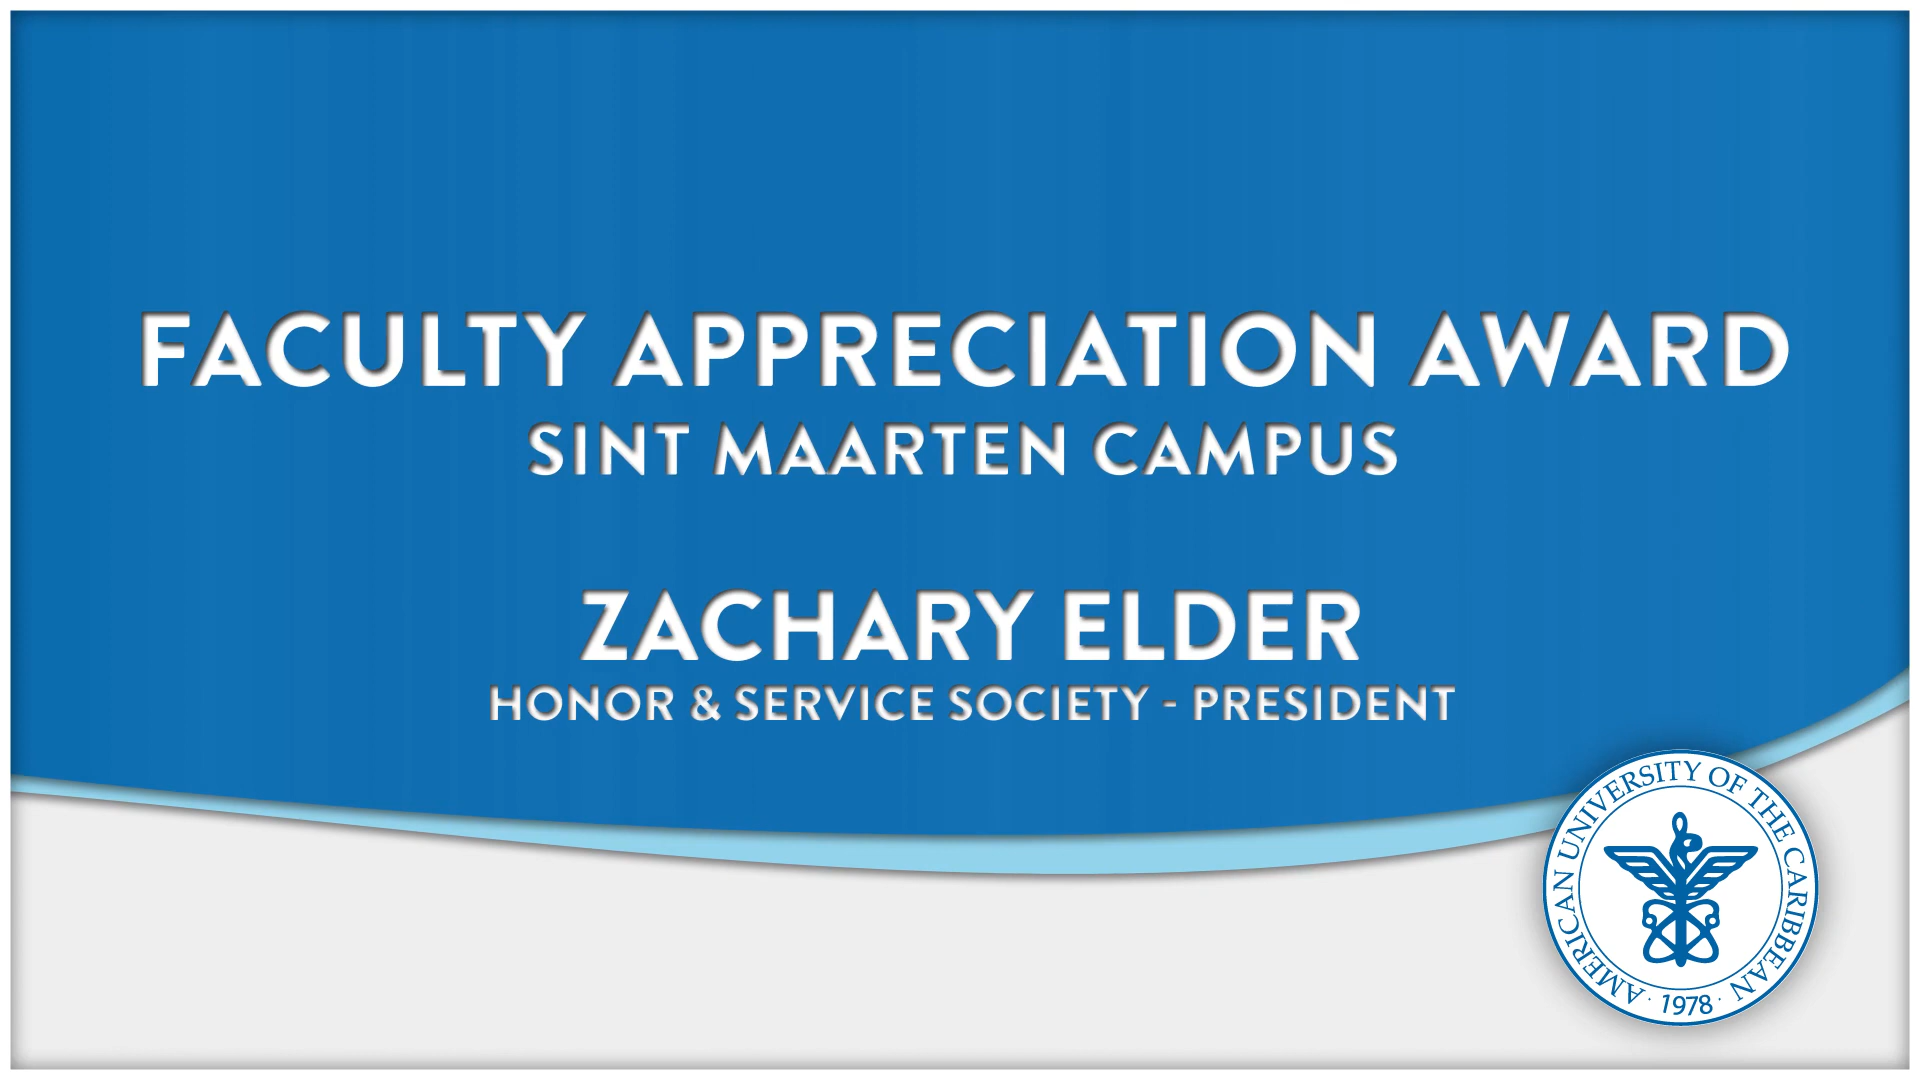 FACULTY APPRECIATION AWARD
SINT MAARTEN CAMPUS
ZACHARY ELDER
HONOR & SERVICE SOCIETY - PRESIDENT
AMERICAN UNIVERSITY OF THE CARIBBEAN
· 1978 ·